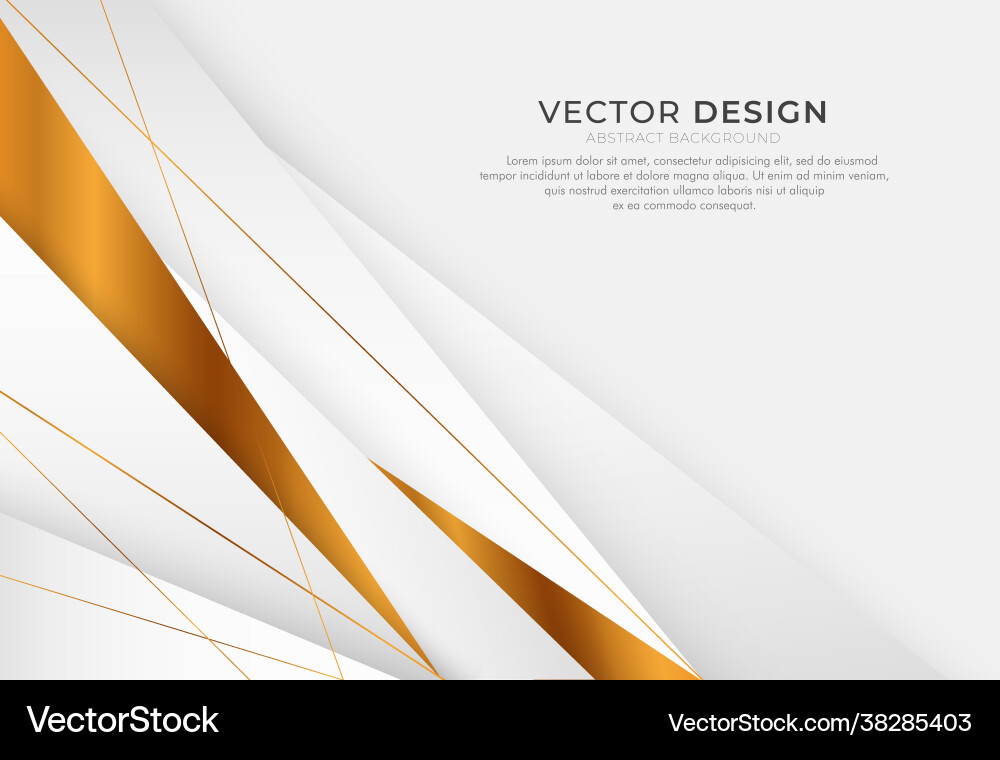 VECTOR DESIGN
ABSTRACT BACKGROUND
Lorem ipsum dolor sit amet, consectetur adipisicing elit, sed do eiusmod
tempor incididunt ut labore et dolore magna aliqua. Ut enim ad minim veniam,
quis nostrud exercitation ullamco laboris nisi ut aliquip
ex ea commodo consequat.
VectorStock
VectorStock.com/38285403